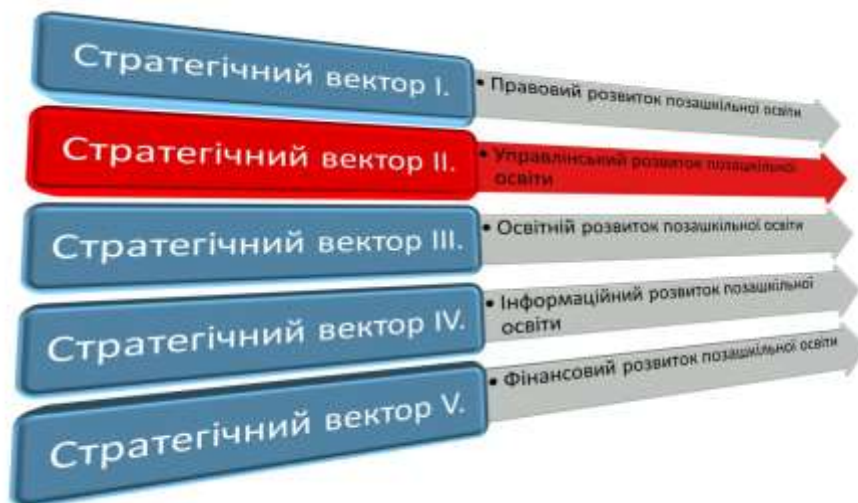 Стратегічний вектор I.
• Правовий розвиток позашкільної освіти
Стратегічний вектор II.
• Управлінський розвиток позашкільної
освіти
Стратегічний вектор III.
• Освітній розвиток позашкільної освіти
Стратегічний вектор IV.
• Інформаційний розвиток позашкільної
освіти
Стратегічний вектор V.
• Фінансовий розвиток позашкільної освіти